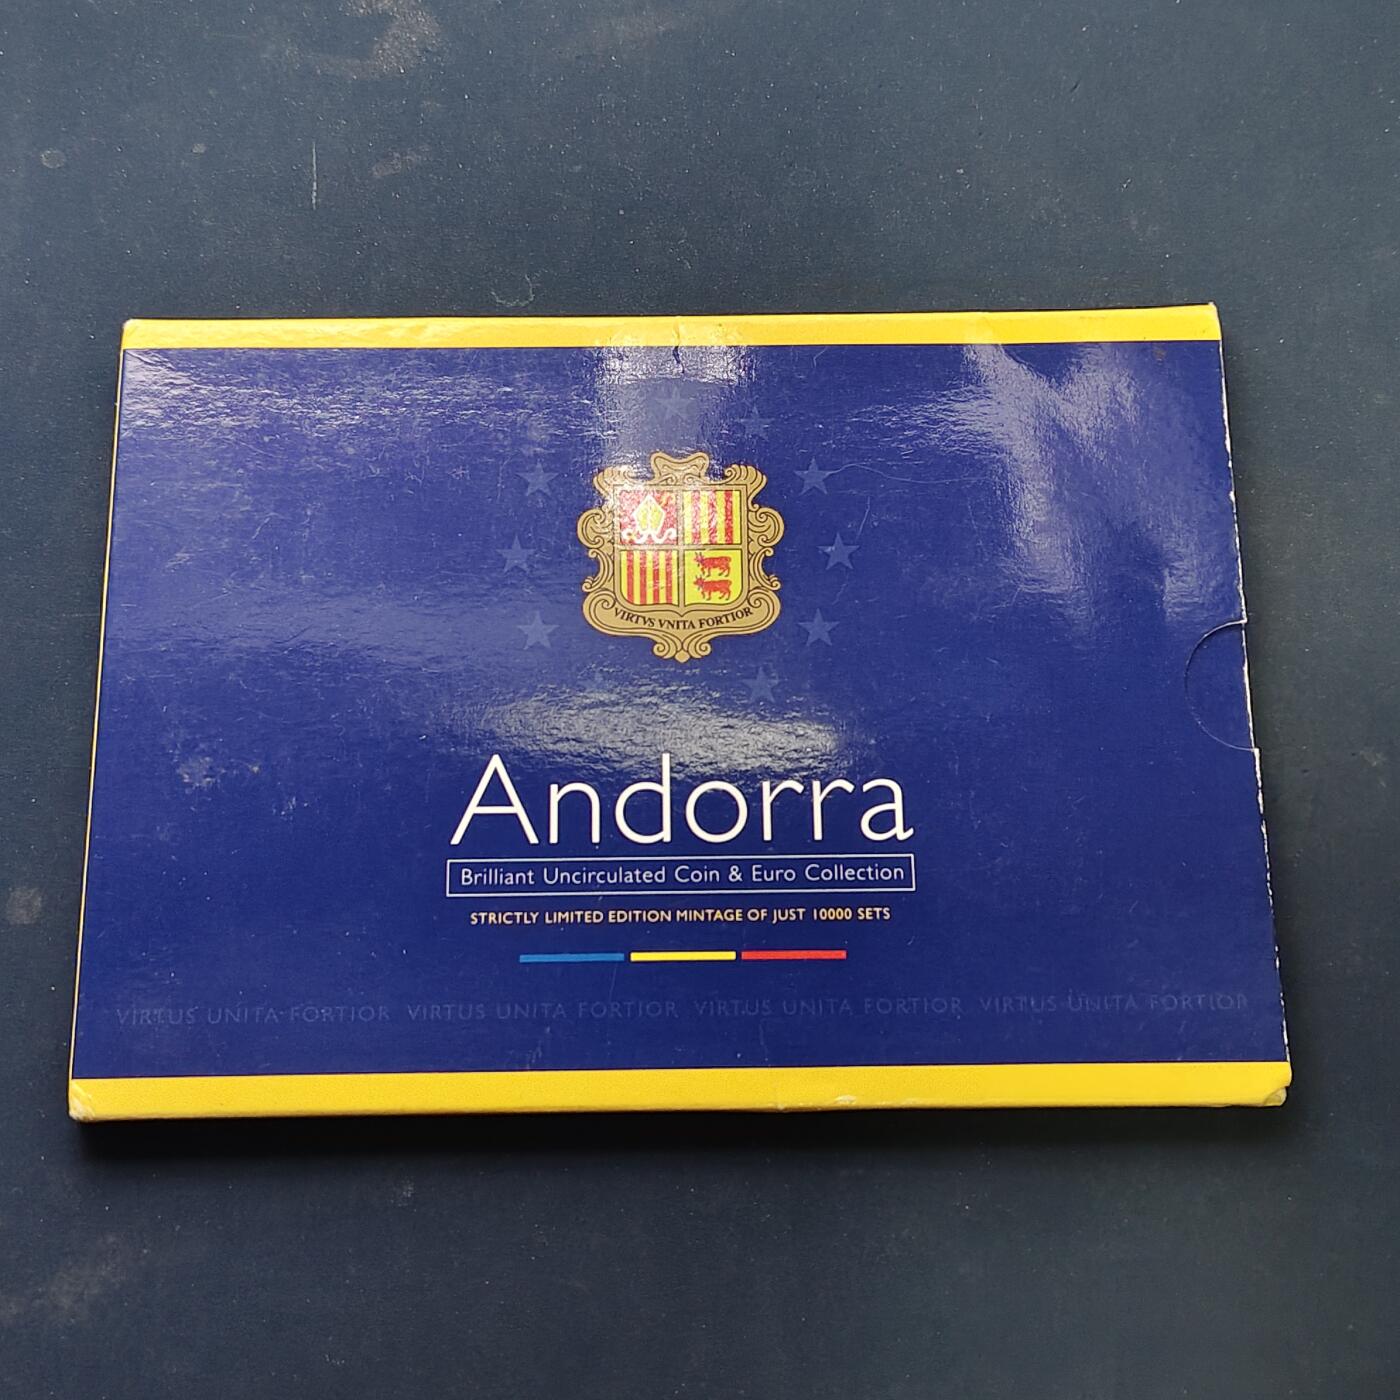 VIRTVS VNITA FORTIOR
Andorra
Brilliant Uncirculated Coin & Euro Collection
STRICTLY LIMITED EDITION MINTAGE OF JUST 10000 SETS
VIRTUS UNITA FORTIOR VIRTUS UNITA FORTIOR VIRTUS UNITA FORTIOR VIRTUS UNITA FORTIOR